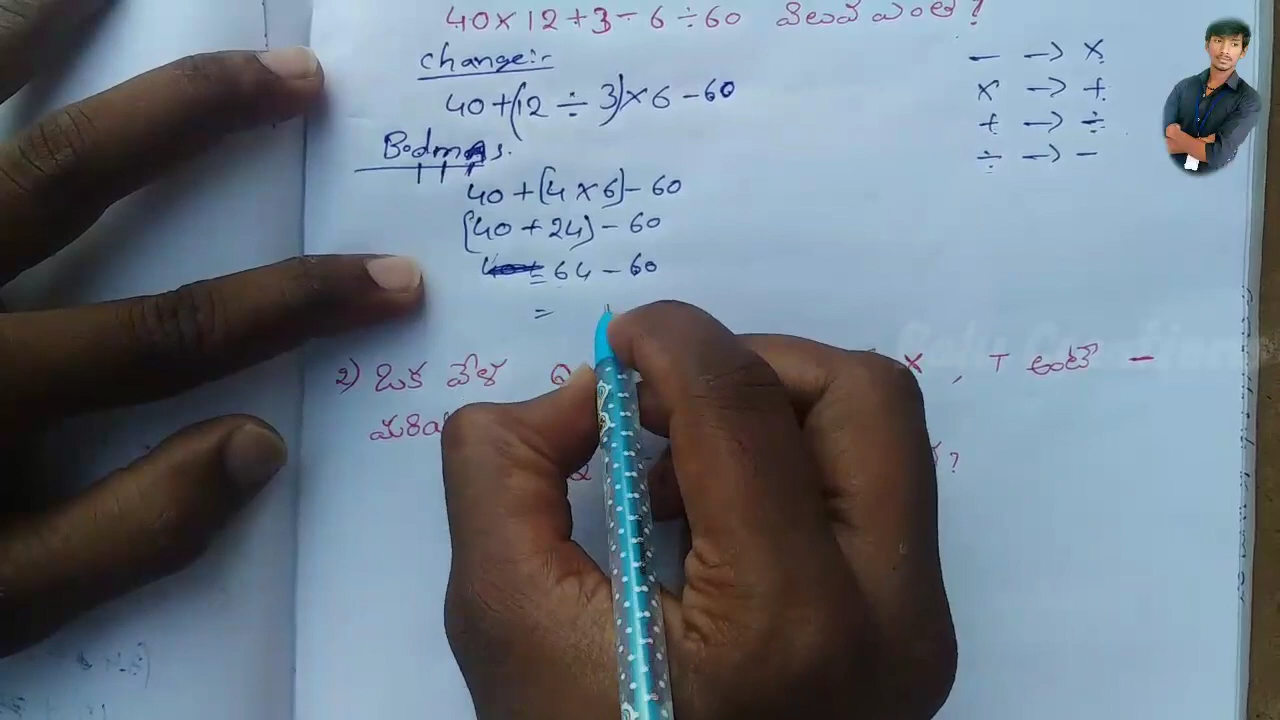 40 × 12 + 3 - 6 ÷ 60 విలువ ఎంత?
change:-
- → ×
× → +
+ → ÷
÷ → -
40 + (12 ÷ 3) × 6 - 60
Bodmas.
40 + (4 × 6) - 60
(40 + 24) - 60
= 64 - 60
=
2) ఒక వేళ × , T అంటే -